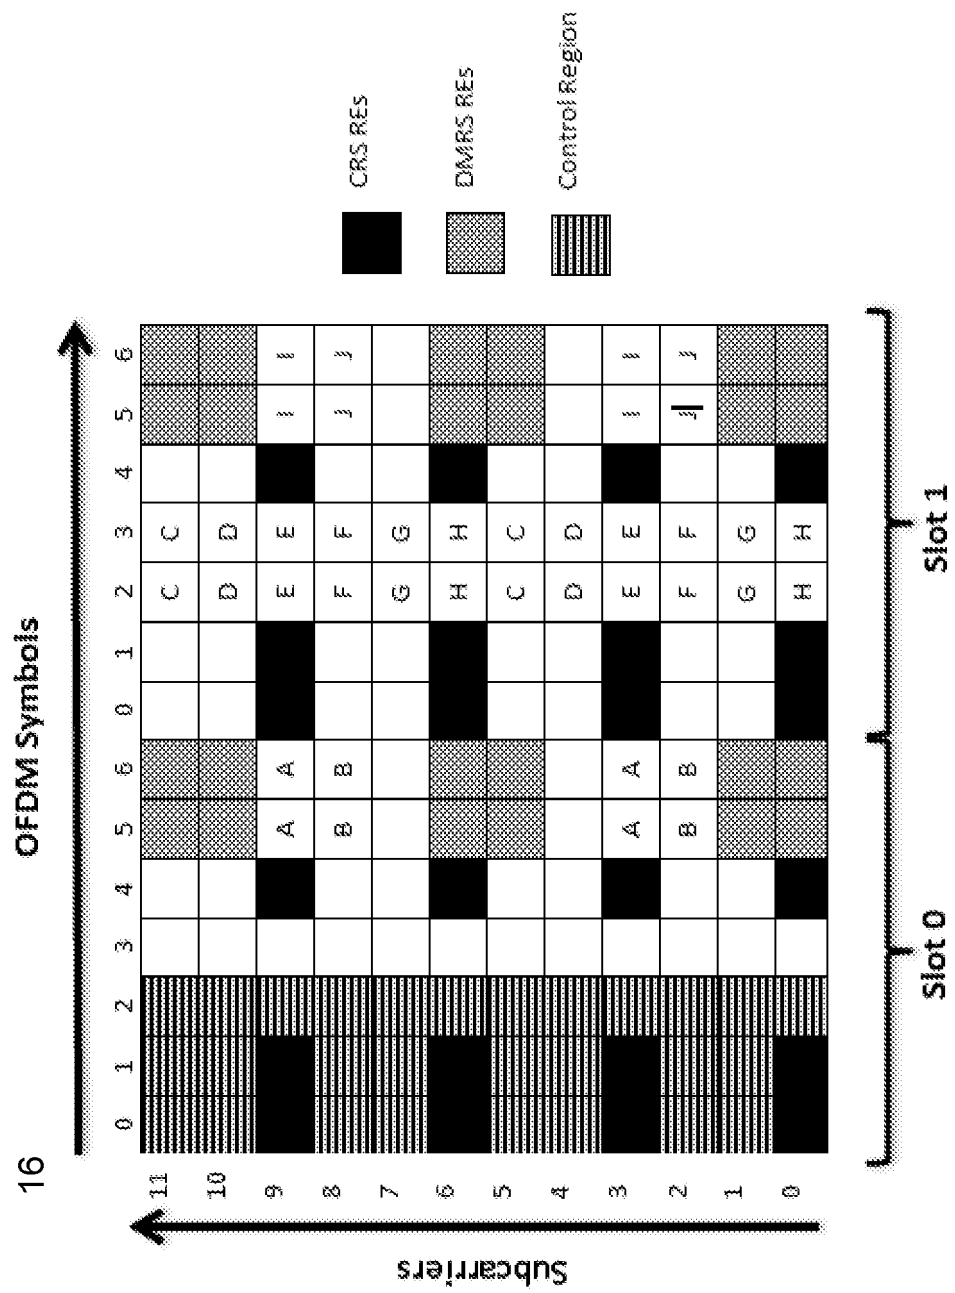 16
OFDM Symbols
0 1 2 3 4 5 6 0 1 2 3 4 5 6
11 C C
10 D D
9 A A E E I I
8 B B F F J J
7 G G
6 H H
5 C C
4 D D
3 A A E E I I
2 B B F F J J
1 G G
0 H H
Subcarriers
Slot 0
Slot 1
CRS REs
DMRS REs
Control Region